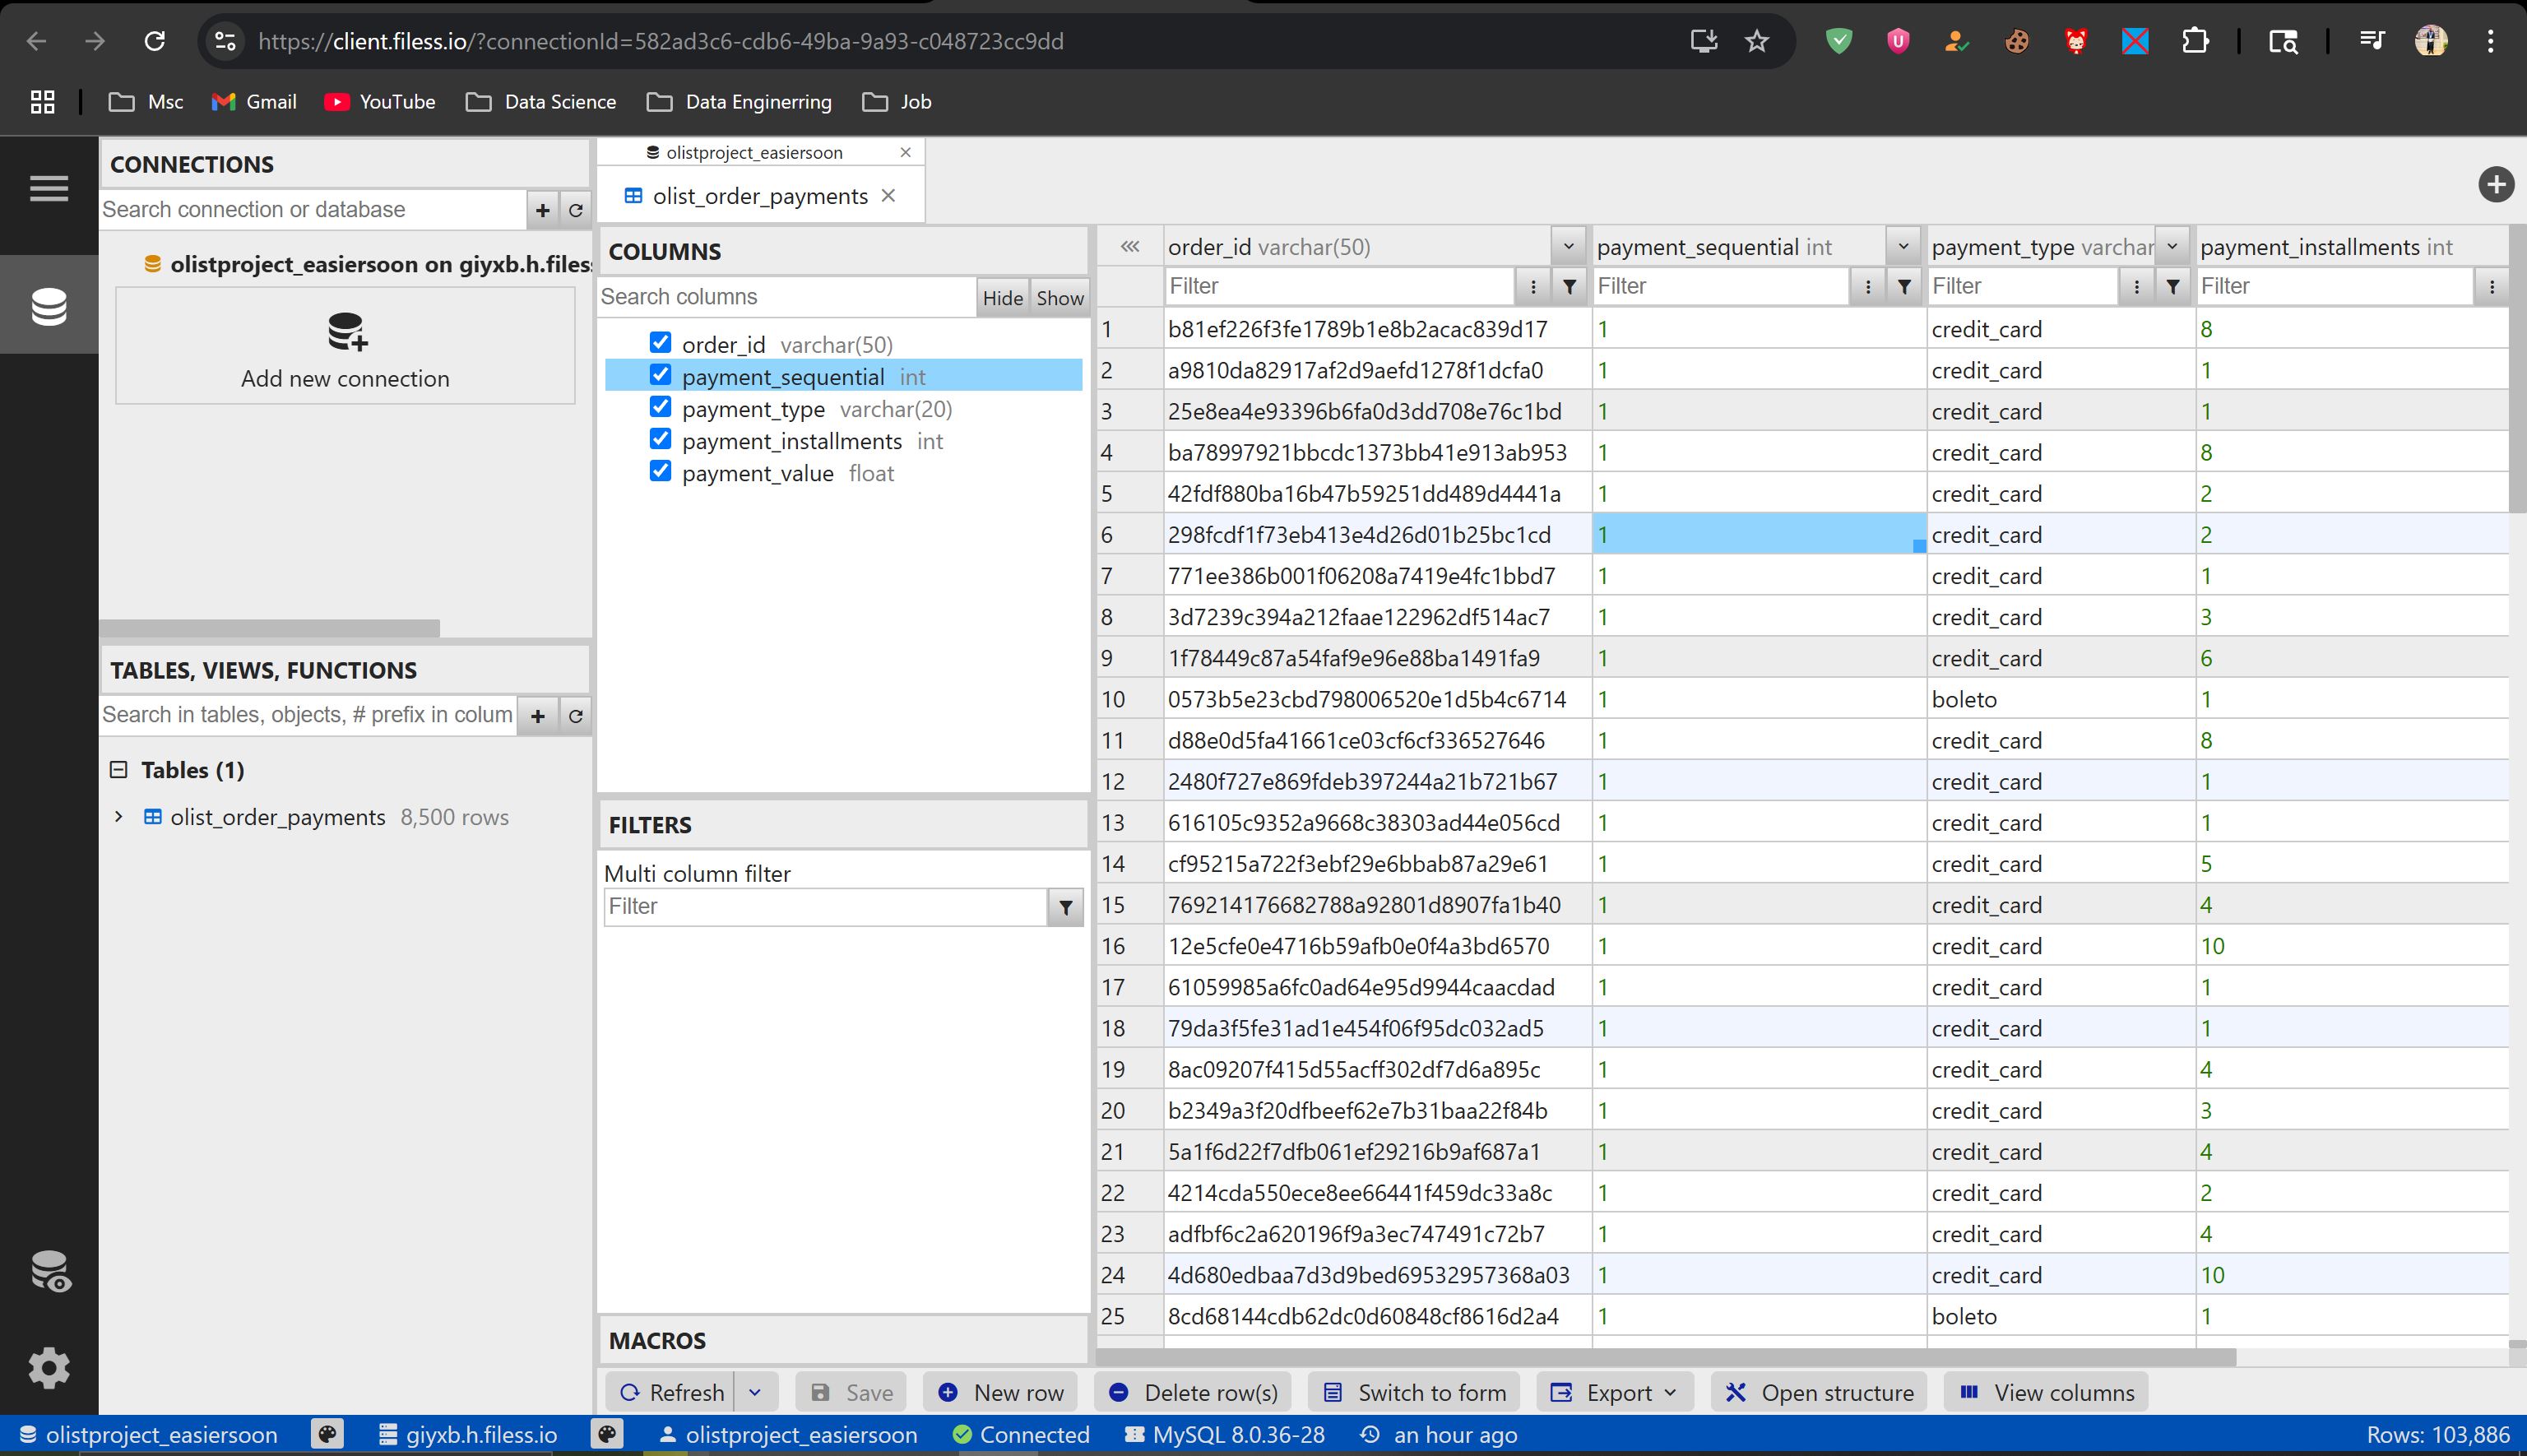 https://client.filess.io/?connectionId=582ad3c6-cdb6-49ba-9a93-c048723cc9dd
Msc
Gmail
YouTube
Data Science
Data Enginerring
Job
CONNECTIONS
Search connection or database
olistproject_easiersoon on giyxb.h.filess
Add new connection
TABLES, VIEWS, FUNCTIONS
Search in tables, objects, # prefix in colum
Tables (1)
olist_order_payments 8,500 rows
olistproject_easiersoon
olist_order_payments
COLUMNS
Search columns
Hide
Show
order_id varchar(50)
payment_sequential int
payment_type varchar(20)
payment_installments int
payment_value float
FILTERS
Multi column filter
Filter
MACROS
order_id varchar(50) payment_sequential int payment_type varchar payment_installments int
Filter Filter Filter Filter
1 b81ef226f3fe1789b1e8b2acac839d17 1 credit_card 8
2 a9810da82917af2d9aefd1278f1dcfa0 1 credit_card 1
3 25e8ea4e93396b6fa0d3dd708e76c1bd 1 credit_card 1
4 ba78997921bbcdc1373bb41e913ab953 1 credit_card 8
5 42fdf880ba16b47b59251dd489d4441a 1 credit_card 2
6 298fcdf1f73eb413e4d26d01b25bc1cd 1 credit_card 2
7 771ee386b001f06208a7419e4fc1bbd7 1 credit_card 1
8 3d7239c394a212faae122962df514ac7 1 credit_card 3
9 1f78449c87a54faf9e96e88ba1491fa9 1 credit_card 6
10 0573b5e23cbd798006520e1d5b4c6714 1 boleto 1
11 d88e0d5fa41661ce03cf6cf336527646 1 credit_card 8
12 2480f727e869fdeb397244a21b721b67 1 credit_card 1
13 616105c9352a9668c38303ad44e056cd 1 credit_card 1
14 cf95215a722f3ebf29e6bbab87a29e61 1 credit_card 5
15 769214176682788a92801d8907fa1b40 1 credit_card 4
16 12e5cfe0e4716b59afb0e0f4a3bd6570 1 credit_card 10
17 61059985a6fc0ad64e95d9944caacdad 1 credit_card 1
18 79da3f5fe31ad1e454f06f95dc032ad5 1 credit_card 1
19 8ac09207f415d55acff302df7d6a895c 1 credit_card 4
20 b2349a3f20dfbeef62e7b31baa22f84b 1 credit_card 3
21 5a1f6d22f7dfb061ef29216b9af687a1 1 credit_card 4
22 4214cda550ece8ee66441f459dc33a8c 1 credit_card 2
23 adfbf6c2a620196f9a3ec747491c72b7 1 credit_card 4
24 4d680edbaa7d3d9bed69532957368a03 1 credit_card 10
25 8cd68144cdb62dc0d60848cf8616d2a4 1 boleto 1
Refresh
Save
New row
Delete row(s)
Switch to form
Export
Open structure
View columns
olistproject_easiersoon
giyxb.h.filess.io
olistproject_easiersoon
Connected
MySQL 8.0.36-28
an hour ago
Rows: 103,886